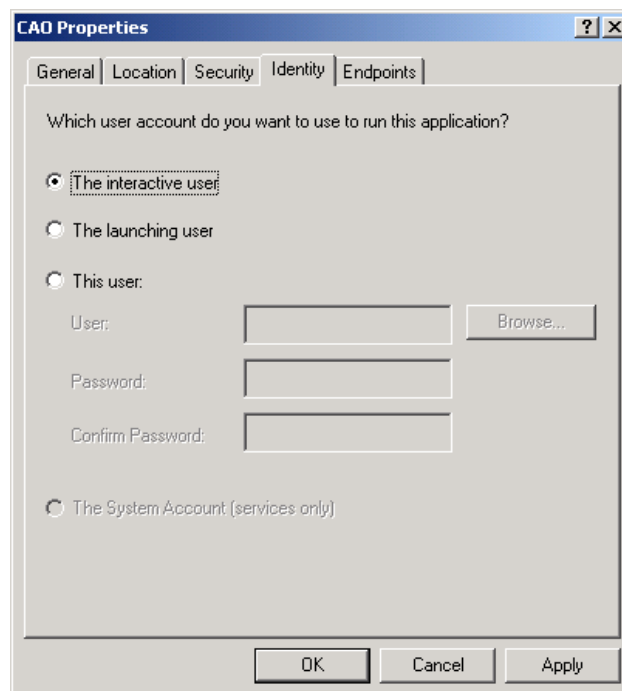 CAO Properties
General Location Security Identity Endpoints
Which user account do you want to use to run this application?
The interactive user
The launching user
This user:
User:
Browse...
Password:
Confirm Password:
The System Account (services only)
OK Cancel Apply